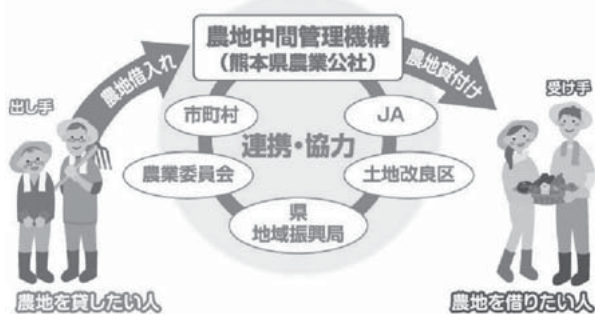 農地中間管理機構
(熊本県農業公社)
農地借入れ
農地貸付け
出し手
受け手
市町村
JA
連携・協力
農業委員会
土地改良区
県
地域振興局
農地を貸したい人
農地を借りたい人